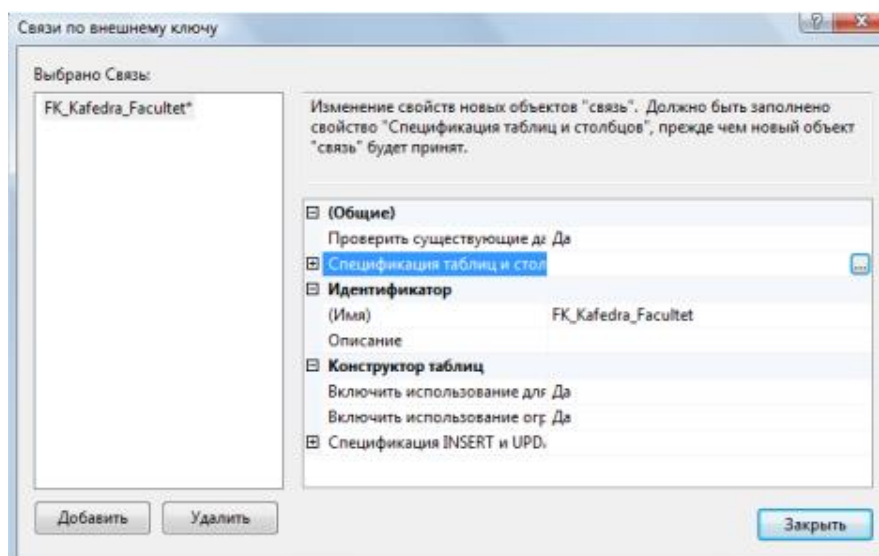 Связи по внешнему ключу
Выбрано Связь:
FK_Kafedra_Facultet*
Изменение свойств новых объектов "связь". Должно быть заполнено
свойство "Спецификация таблиц и столбцов", прежде чем новый объект
"связь" будет принят.
(Общие)
Проверить существующие да Да
Спецификация таблиц и стол ...
Идентификатор
(Имя) FK_Kafedra_Facultet
Описание
Конструктор таблиц
Включить использование для Да
Включить использование огр Да
Спецификация INSERT и UPD
Добавить Удалить
Закрыть